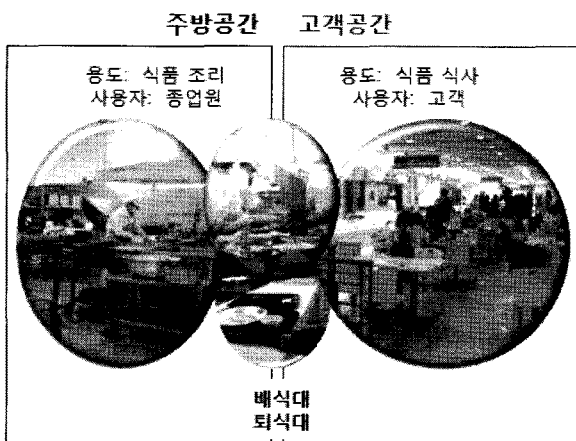 주방공간 고객공간
용도: 식품 조리
사용자: 종업원
용도: 식품 식사
사용자: 고객
배식대
퇴식대